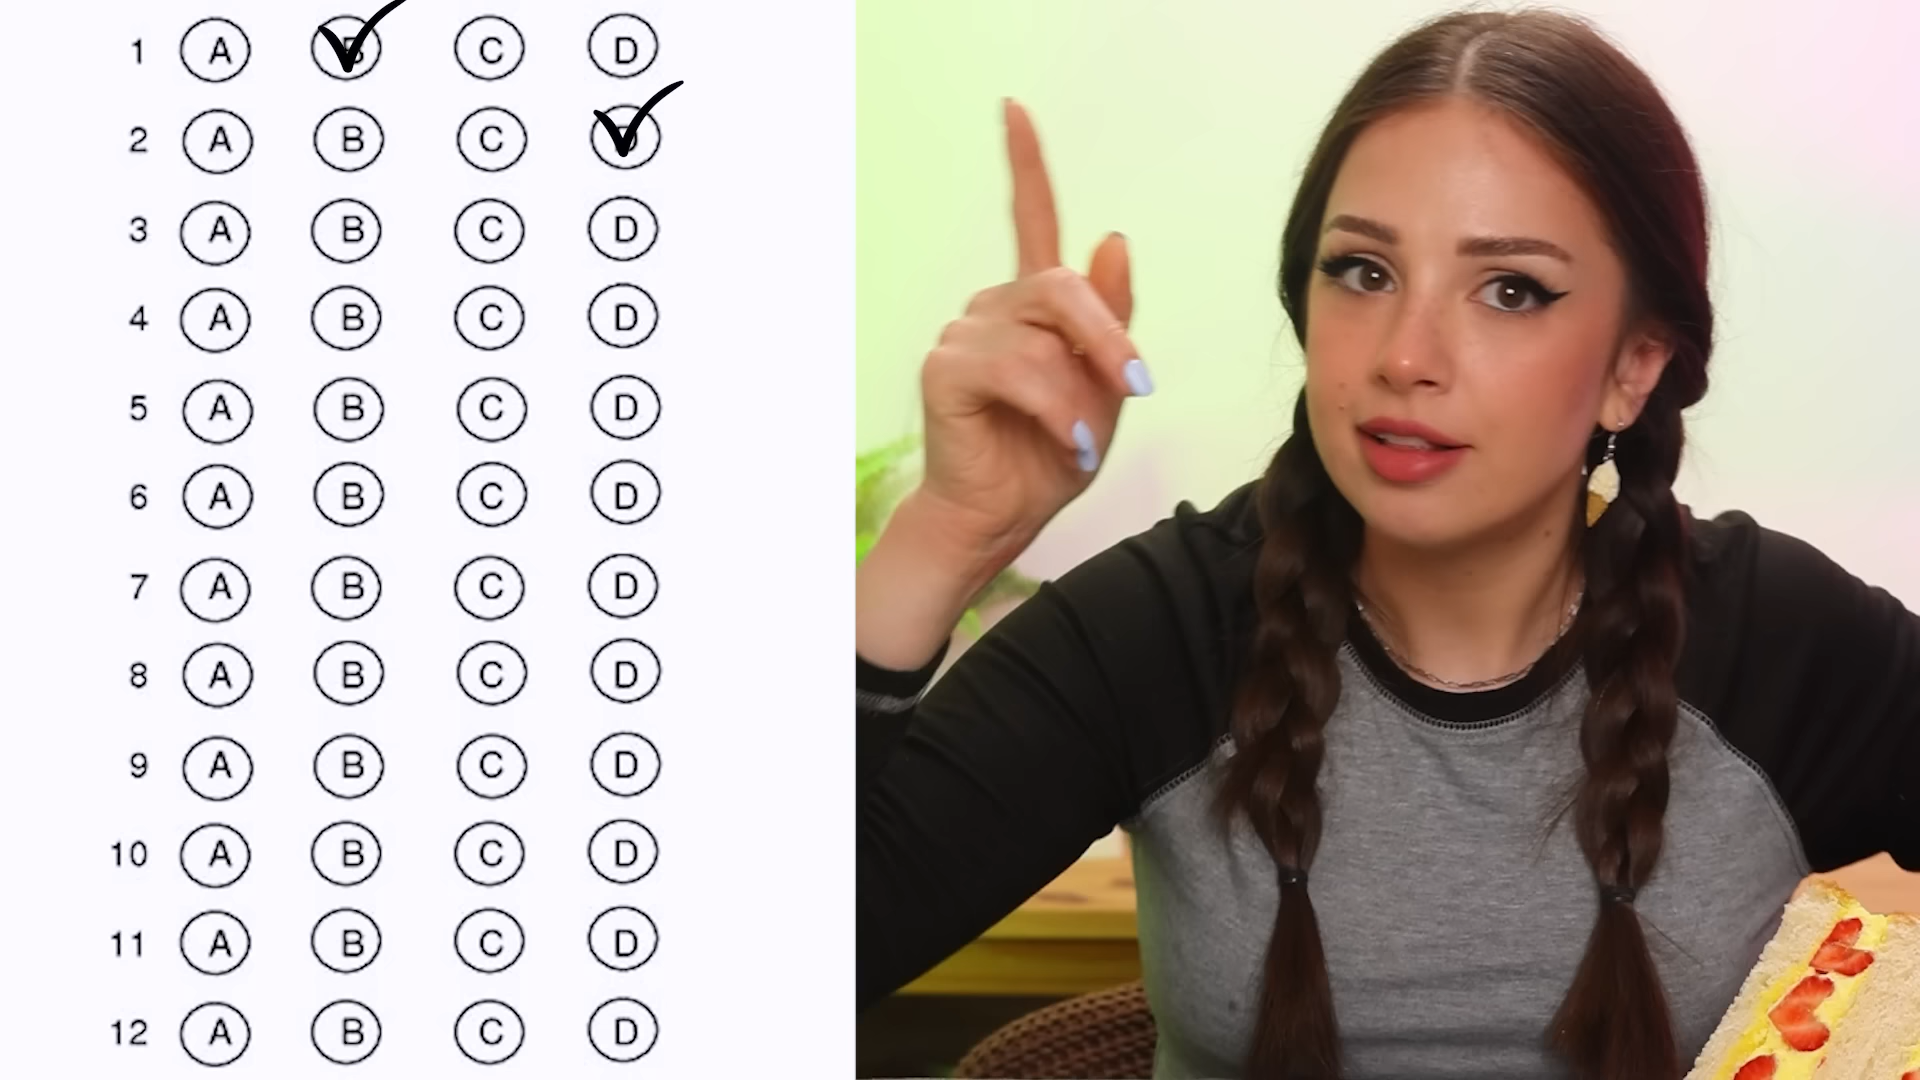 1 A B C D
2 A B C D
3 A B C D
4 A B C D
5 A B C D
6 A B C D
7 A B C D
8 A B C D
9 A B C D
10 A B C D
11 A B C D
12 A B C D